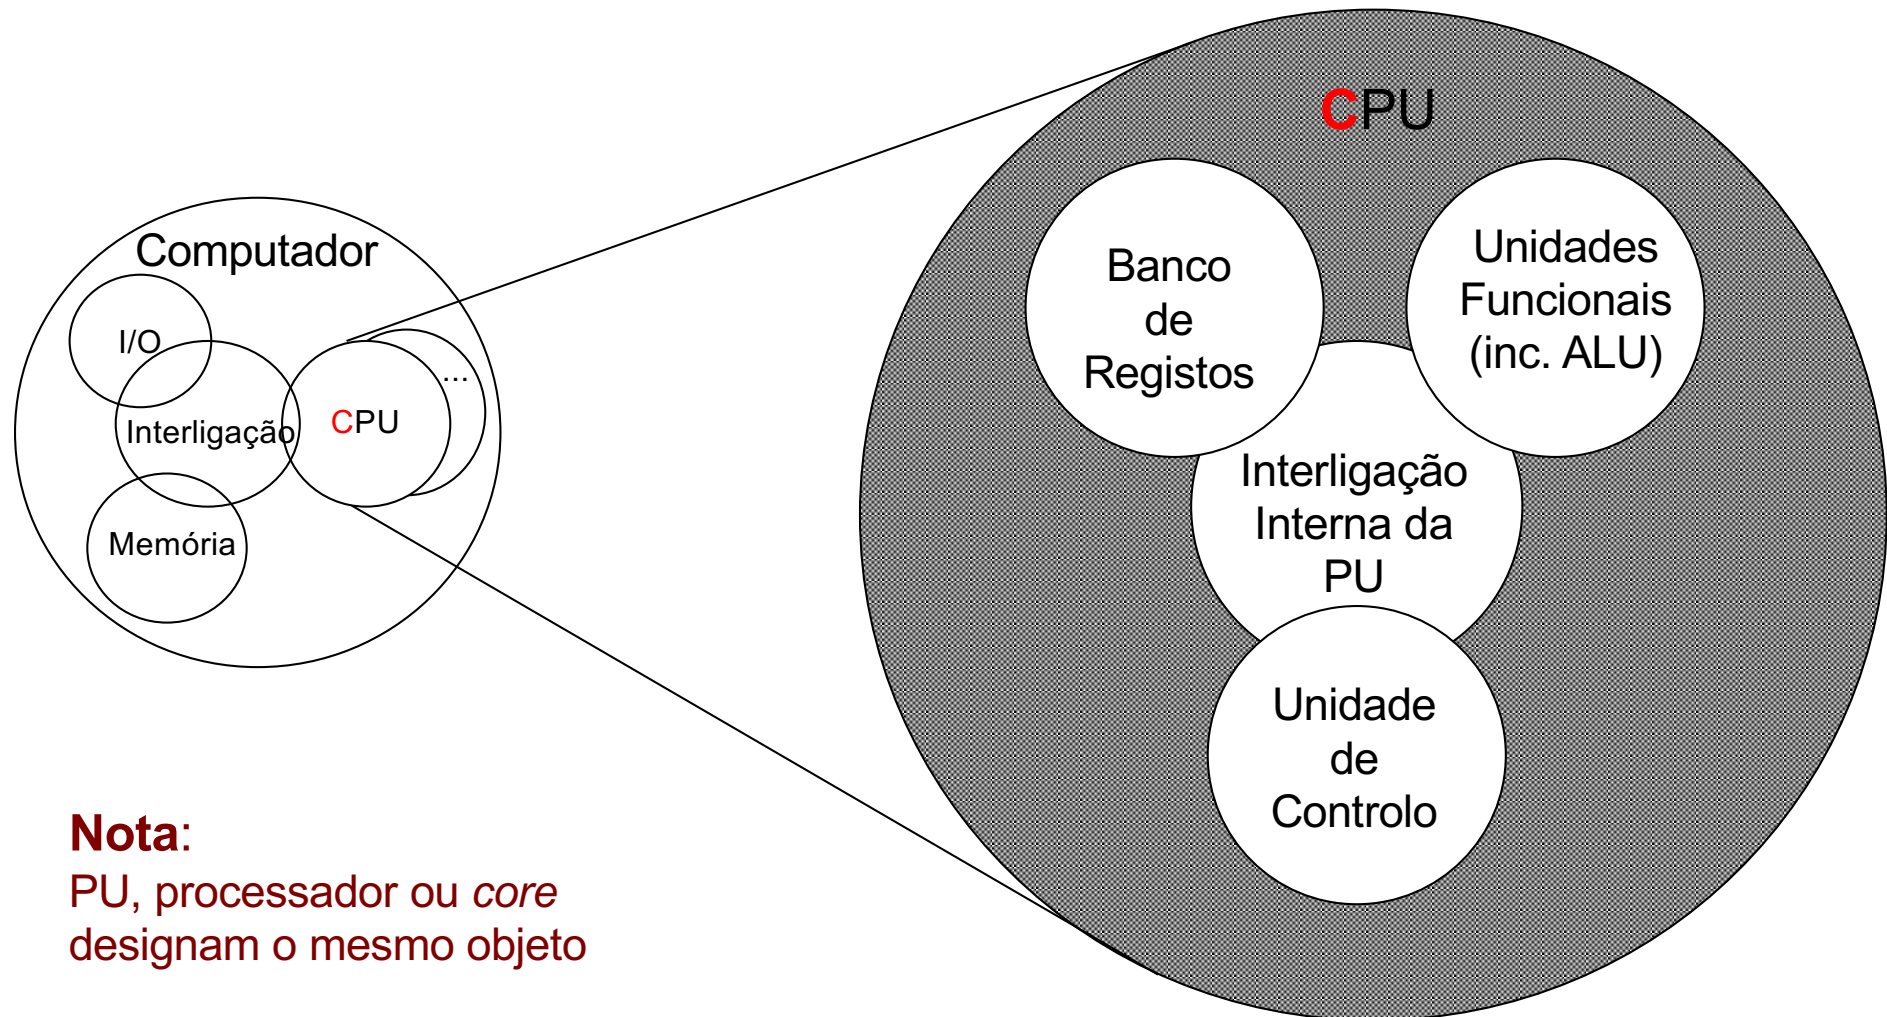 Computador
I/O
Interligação
CPU
...
Memória
CPU
Banco
de
Registos
Unidades
Funcionais
(inc. ALU)
Interligação
Interna da
PU
Unidade
de
Controlo
Nota:
PU, processador ou core
designam o mesmo objeto